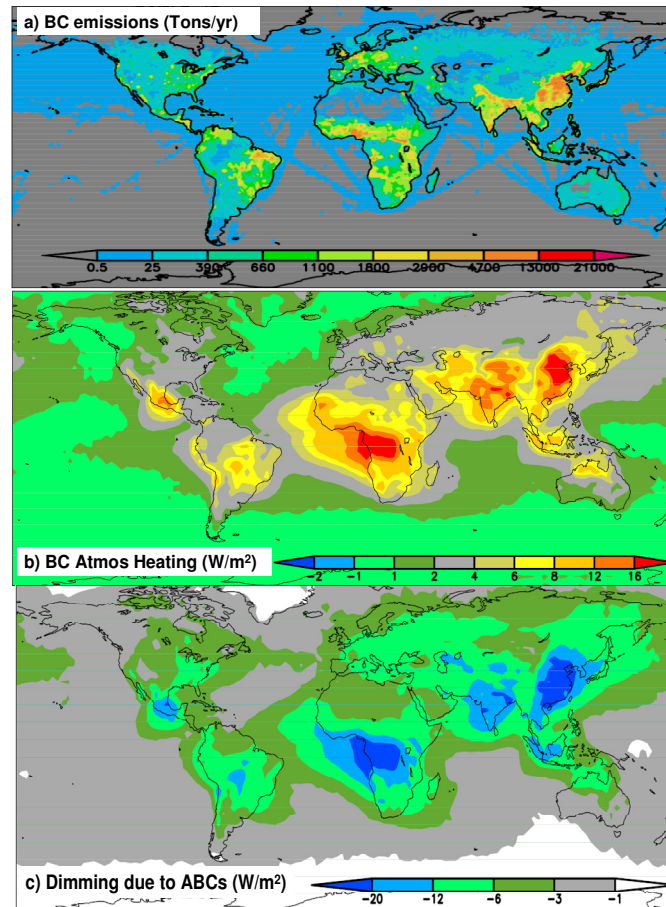 a) BC emissions (Tons/yr)
0.5 25 390 660 1100 1800 2900 4700 13000 21000
b) BC Atmos Heating (W/m²)
-2 -1 1 2 4 6 8 12 16
c) Dimming due to ABCs (W/m²)
-20 -12 -6 -3 -1